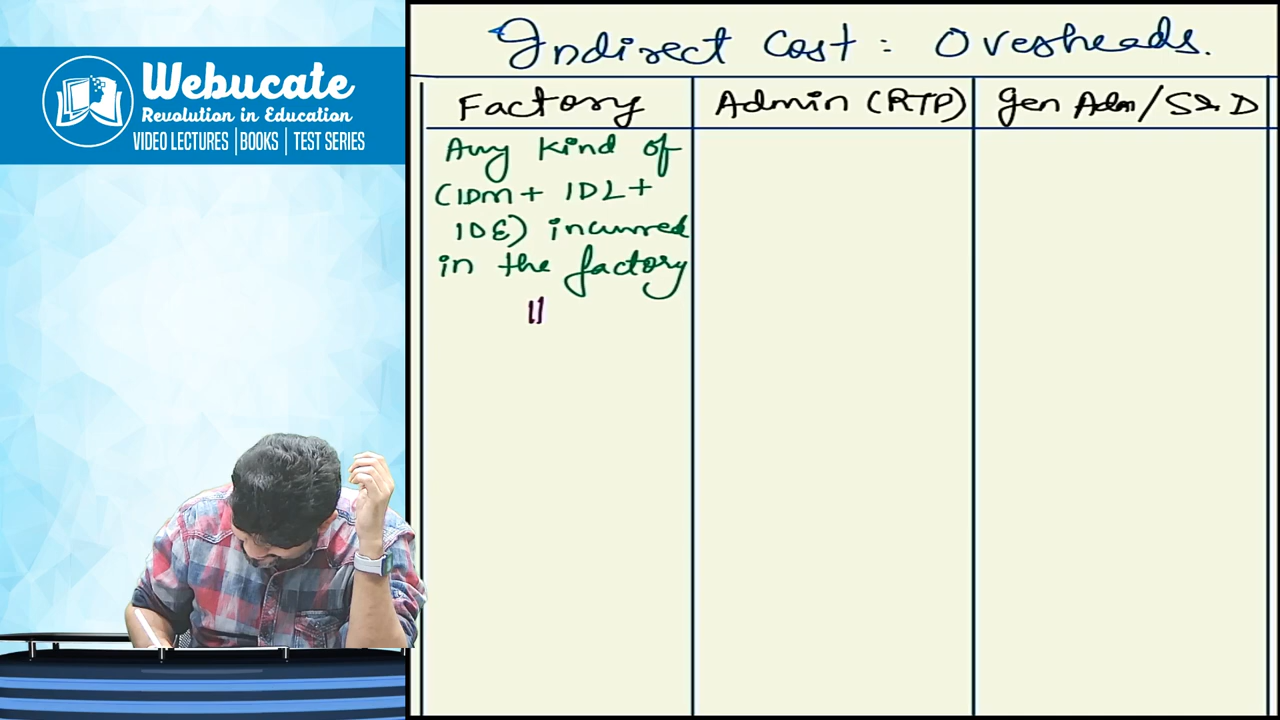 Webucate
Revolution in Education
VIDEO LECTURES | BOOKS | TEST SERIES
Indirect Cost : Overheads.
Factory
Admin (RTP)
Gen Adm / S & D
Any kind of
(IDM + IDL +
IDE) incurred
in the factory